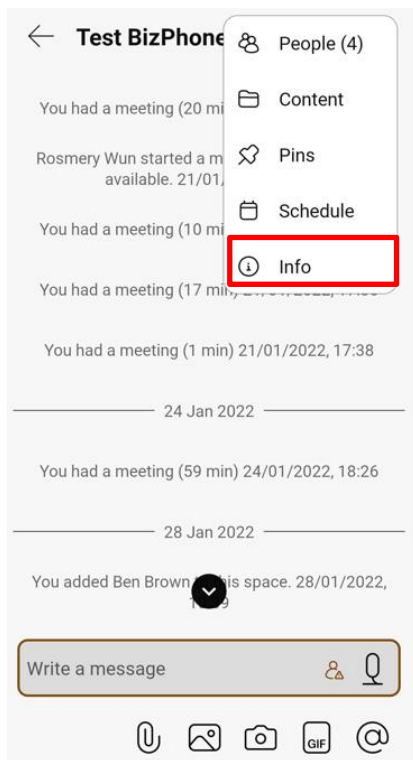 Test BizPhone
People (4)
Content
Pins
Schedule
Info
You had a meeting (20 mi
Rosmery Wun started a m
available. 21/01/
You had a meeting (10 mi
You had a meeting (17 min)
You had a meeting (1 min) 21/01/2022, 17:38
24 Jan 2022
You had a meeting (59 min) 24/01/2022, 18:26
28 Jan 2022
You added Ben Brown his space. 28/01/2022,
Write a message
GIF